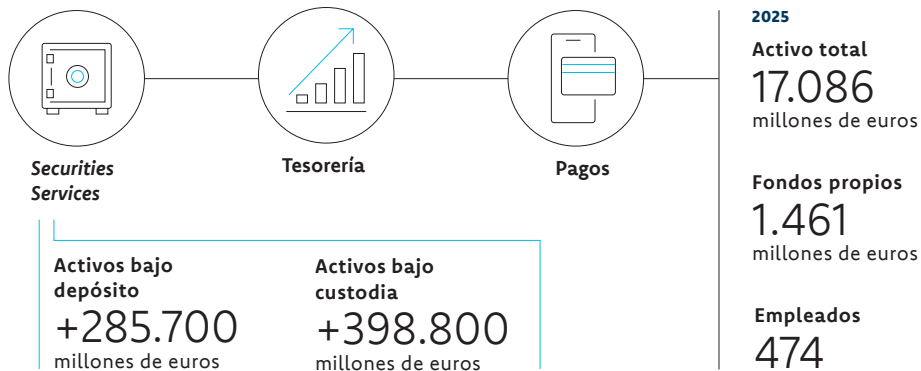 Securities
Services
Tesorería
Pagos
Activos bajo
depósito
+285.700
millones de euros
Activos bajo
custodia
+398.800
millones de euros
2025
Activo total
17.086
millones de euros
Fondos propios
1.461
millones de euros
Empleados
474